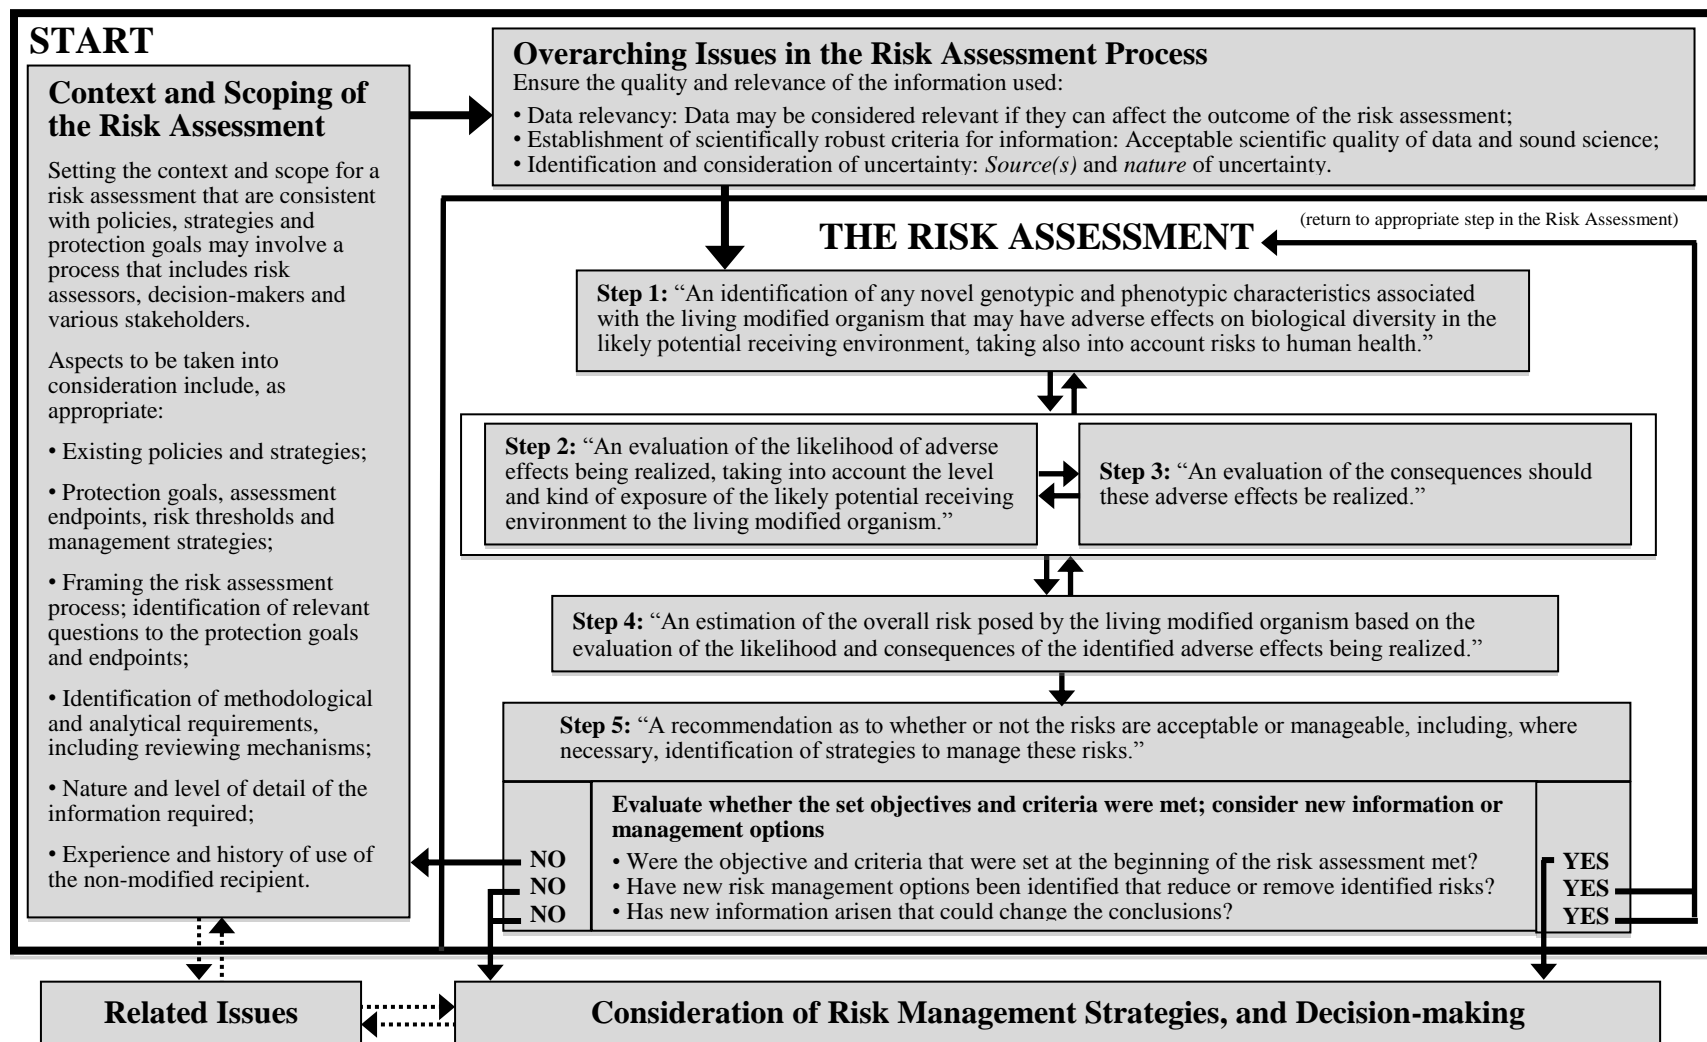 START
Context and Scoping of
the Risk Assessment
Setting the context and scope for a
risk assessment that are consistent
with policies, strategies and
protection goals may involve a
process that includes risk
assessors, decision-makers and
various stakeholders.
Aspects to be taken into
consideration include, as
appropriate:
• Existing policies and strategies;
• Protection goals, assessment
endpoints, risk thresholds and
management strategies;
• Framing the risk assessment
process; identification of relevant
questions to the protection goals
and endpoints;
• Identification of methodological
and analytical requirements,
including reviewing mechanisms;
• Nature and level of detail of the
information required;
• Experience and history of use of
the non-modified recipient.
Overarching Issues in the Risk Assessment Process
Ensure the quality and relevance of the information used:
• Data relevancy: Data may be considered relevant if they can affect the outcome of the risk assessment;
• Establishment of scientifically robust criteria for information: Acceptable scientific quality of data and sound science;
• Identification and consideration of uncertainty: Source(s) and nature of uncertainty.
THE RISK ASSESSMENT
(return to appropriate step in the Risk Assessment)
Step 1: “An identification of any novel genotypic and phenotypic characteristics associated
with the living modified organism that may have adverse effects on biological diversity in the
likely potential receiving environment, taking also into account risks to human health.”
Step 2: “An evaluation of the likelihood of adverse
effects being realized, taking into account the level
and kind of exposure of the likely potential receiving
environment to the living modified organism.”
Step 3: “An evaluation of the consequences should
these adverse effects be realized.”
Step 4: “An estimation of the overall risk posed by the living modified organism based on the
evaluation of the likelihood and consequences of the identified adverse effects being realized.”
Step 5: “A recommendation as to whether or not the risks are acceptable or manageable, including, where
necessary, identification of strategies to manage these risks.”
Evaluate whether the set objectives and criteria were met; consider new information or
management options
NO • Were the objective and criteria that were set at the beginning of the risk assessment met? YES
NO • Have new risk management options been identified that reduce or remove identified risks? YES
NO • Has new information arisen that could change the conclusions? YES
Related Issues
Consideration of Risk Management Strategies, and Decision-making